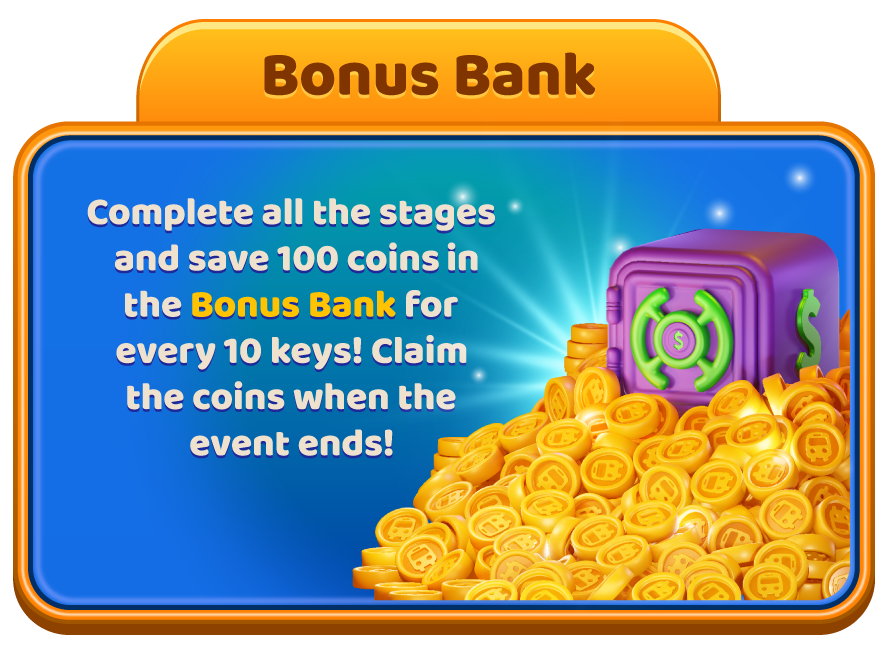 Bonus Bank
Complete all the stages
and save 100 coins in
the Bonus Bank for
every 10 keys! Claim
the coins when the
event ends!
$
$